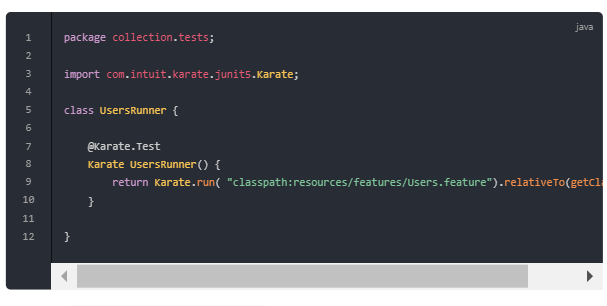 java
1 package collection.tests;
2
3 import com.intuit.karate.junit5.Karate;
4
5 class UsersRunner {
6
7 @Karate.Test
8 Karate UsersRunner() {
9 return Karate.run( "classpath:resources/features/Users.feature").relativeTo(getCla
10 }
11
12 }